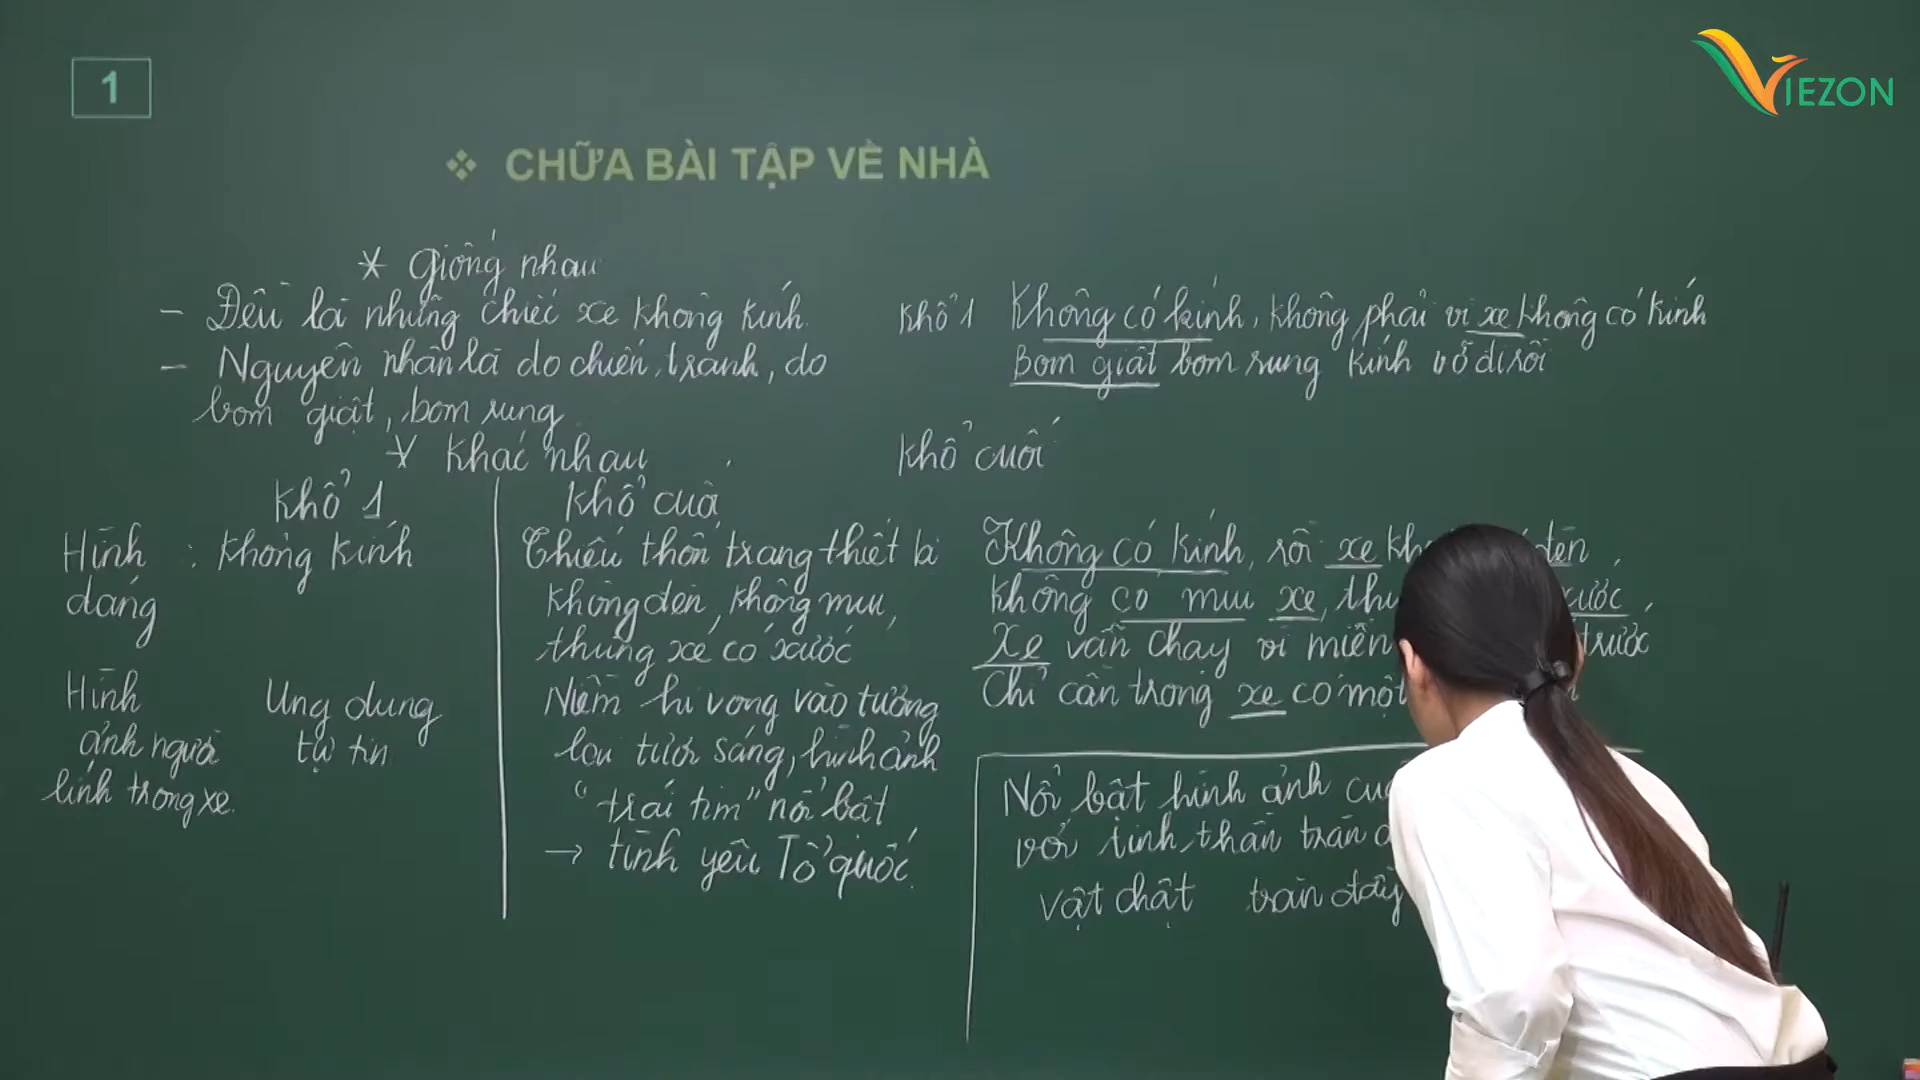 1
VIEZON
❖ CHỮA BÀI TẬP VỀ NHÀ
* Giống nhau
- Đều là những chiếc xe không kính.
- Nguyên nhân là do chiến tranh, do
bom giật, bom rung
* Khác nhau
Khổ 1
Hình dáng : Không kính
Hình ảnh người lính trong xe.
Ung dung
tự tin
Khổ cuối
Thiếu thốn trang thiết bị
không đèn, không mui,
thùng xe có xước
Niềm hi vọng vào tương
lai tươi sáng, hình ảnh
"trái tim" nổi bật
→ tình yêu Tổ quốc.
Khổ 1 Không có kính, không phải vì xe không có kính
Bom giật bom rung kính vỡ đi rồi
Khổ cuối
Không có kính, rồi xe đèn,
Không có mui xe, xước,
Xe vẫn chạy vì miền trước
Chỉ cần trong xe có một
Nổi bật hình ảnh
với tinh thần tràn
vật chất tràn đầy